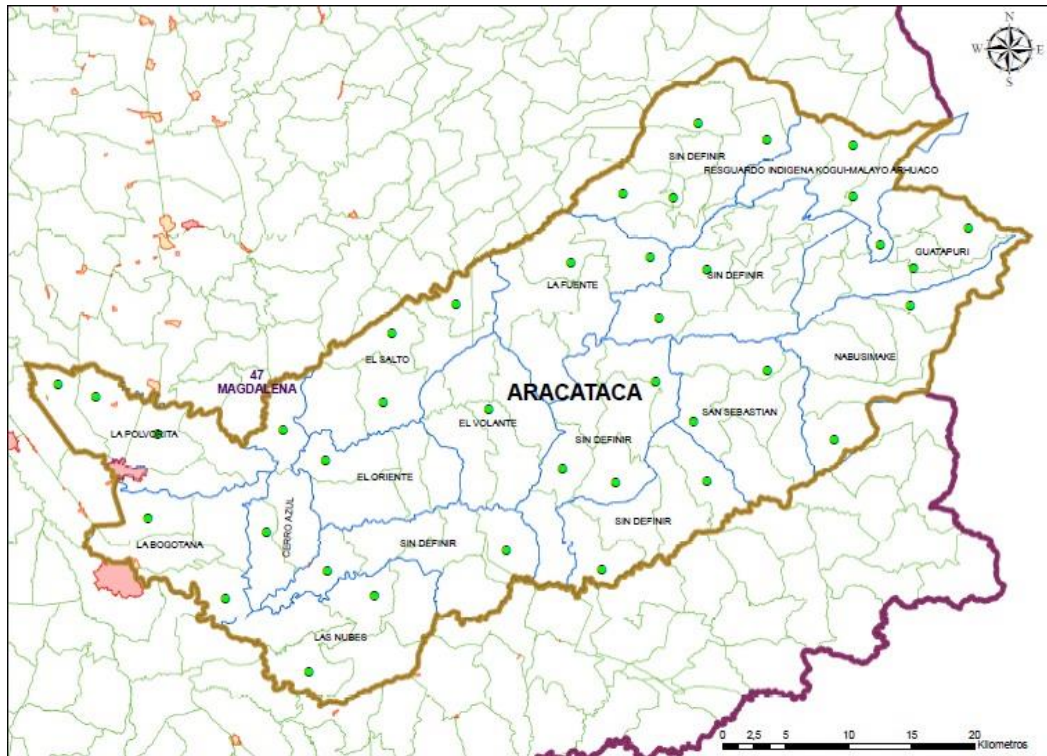 N
W
E
S
SIN DEFINIR
RESGUARDO INDIGENA KOGUI-MALAYO ARHUACO
GUATAPURI
LA FUENTE
SIN DEFINIR
EL SALTO
NABUSIMAKE
47
MAGDALENA
ARACATACA
SAN SEBASTIAN
EL VOLANTE
LA POLVORITA
SIN DEFINIR
EL ORIENTE
CERRO AZUL
SIN DEFINIR
SIN DEFINIR
LA BOGOTANA
LAS NUBES
0 2,5 5 10 15 20
Kilometros